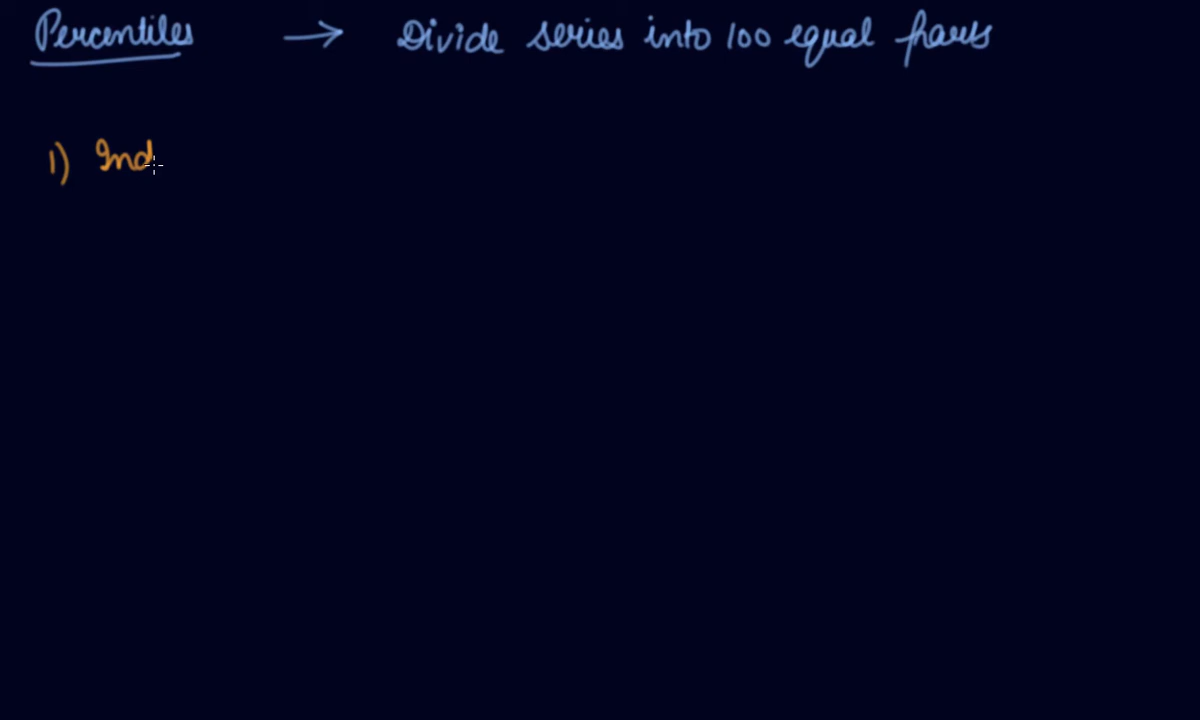 Percentiles → Divide series into 100 equal parts
1) Ind